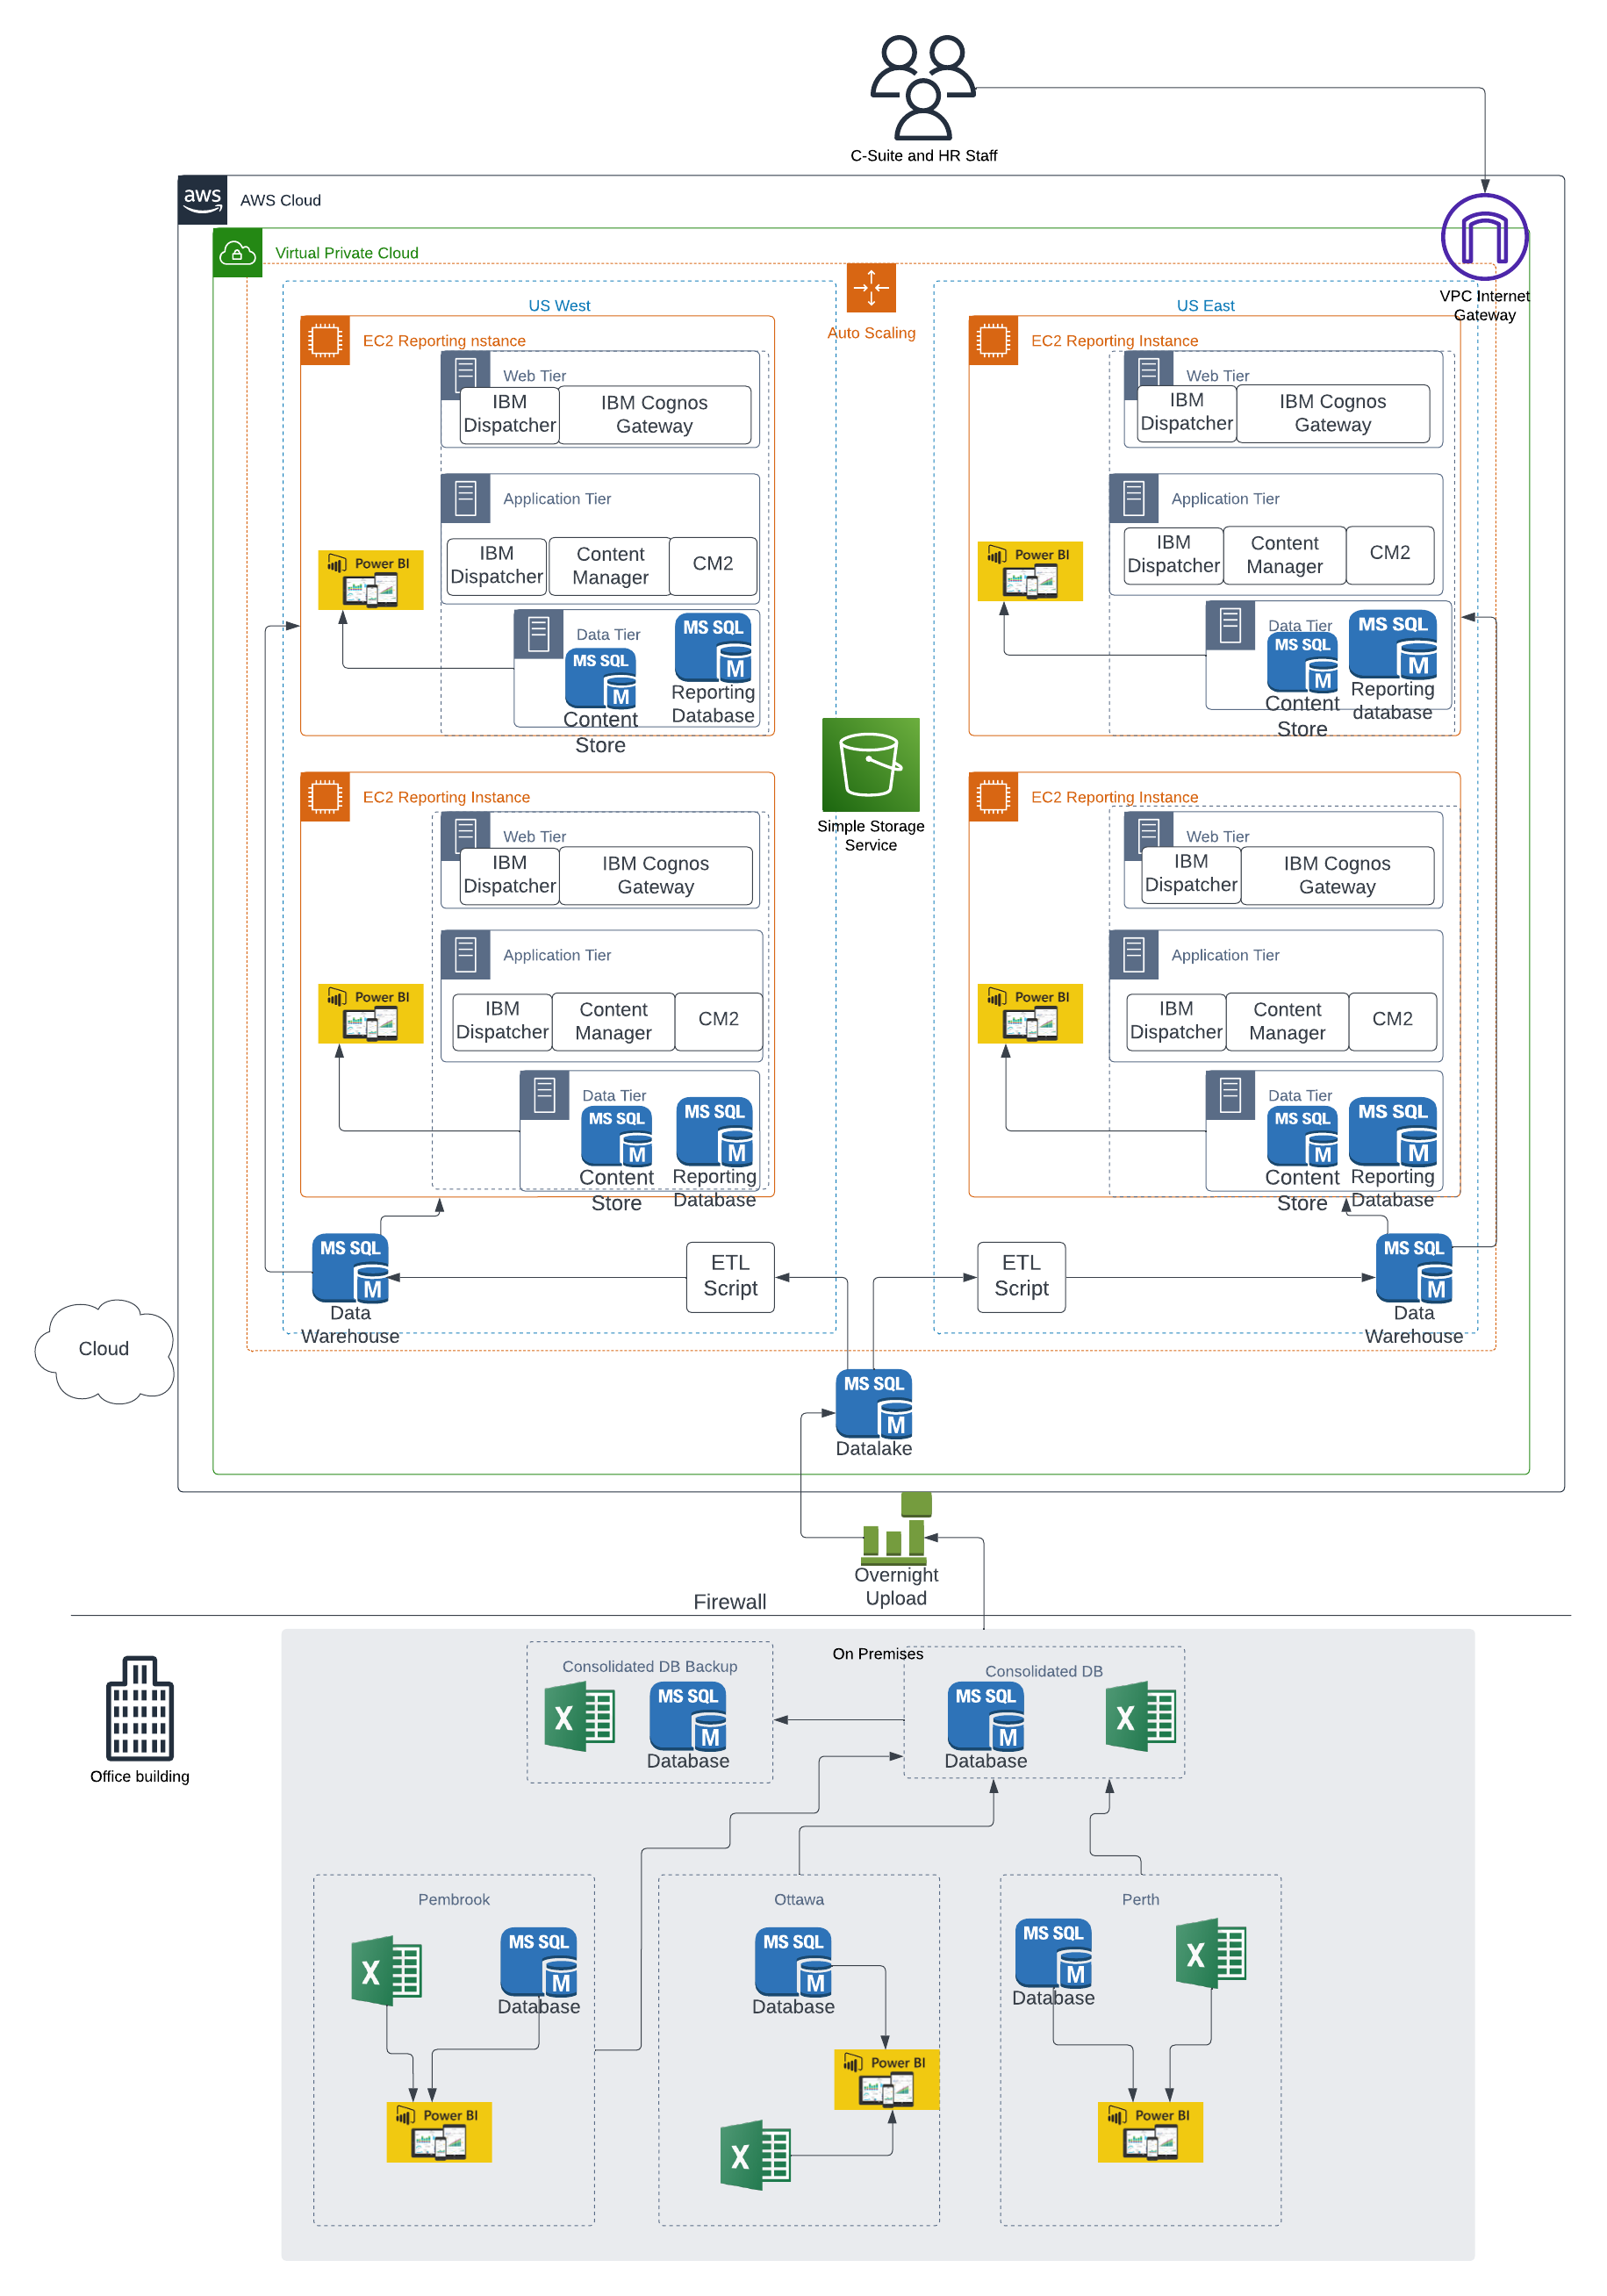 C-Suite and HR Staff
aws
AWS Cloud
Virtual Private Cloud
VPC Internet
Gateway
Auto Scaling
US West
EC2 Reporting nstance
Web Tier
IBM
Dispatcher
IBM Cognos
Gateway
Application Tier
IBM
Dispatcher
Content
Manager
CM2
Power BI
Data Tier
MS SQL
M
Content
Store
MS SQL
M
Reporting
Database
US East
EC2 Reporting Instance
Web Tier
IBM
Dispatcher
IBM Cognos
Gateway
Application Tier
IBM
Dispatcher
Content
Manager
CM2
Power BI
Data Tier
MS SQL
M
Content
Store
MS SQL
M
Reporting
database
Simple Storage
Service
EC2 Reporting Instance
Web Tier
IBM
Dispatcher
IBM Cognos
Gateway
Application Tier
IBM
Dispatcher
Content
Manager
CM2
Power BI
Data Tier
MS SQL
M
Content
Store
MS SQL
M
Reporting
Database
EC2 Reporting Instance
Web Tier
IBM
Dispatcher
IBM Cognos
Gateway
Application Tier
IBM
Dispatcher
Content
Manager
CM2
Power BI
Data Tier
MS SQL
M
Content
Store
MS SQL
M
Reporting
Database
MS SQL
M
Data
Warehouse
ETL
Script
ETL
Script
MS SQL
M
Data
Warehouse
Cloud
MS SQL
M
Datalake
Overnight
Upload
Firewall
Office building
On Premises
Consolidated DB Backup
X
MS SQL
M
Database
Consolidated DB
MS SQL
M
Database
X
Pembrook
X
MS SQL
M
Database
Power BI
Ottawa
MS SQL
M
Database
Power BI
X
Perth
MS SQL
M
Database
X
Power BI